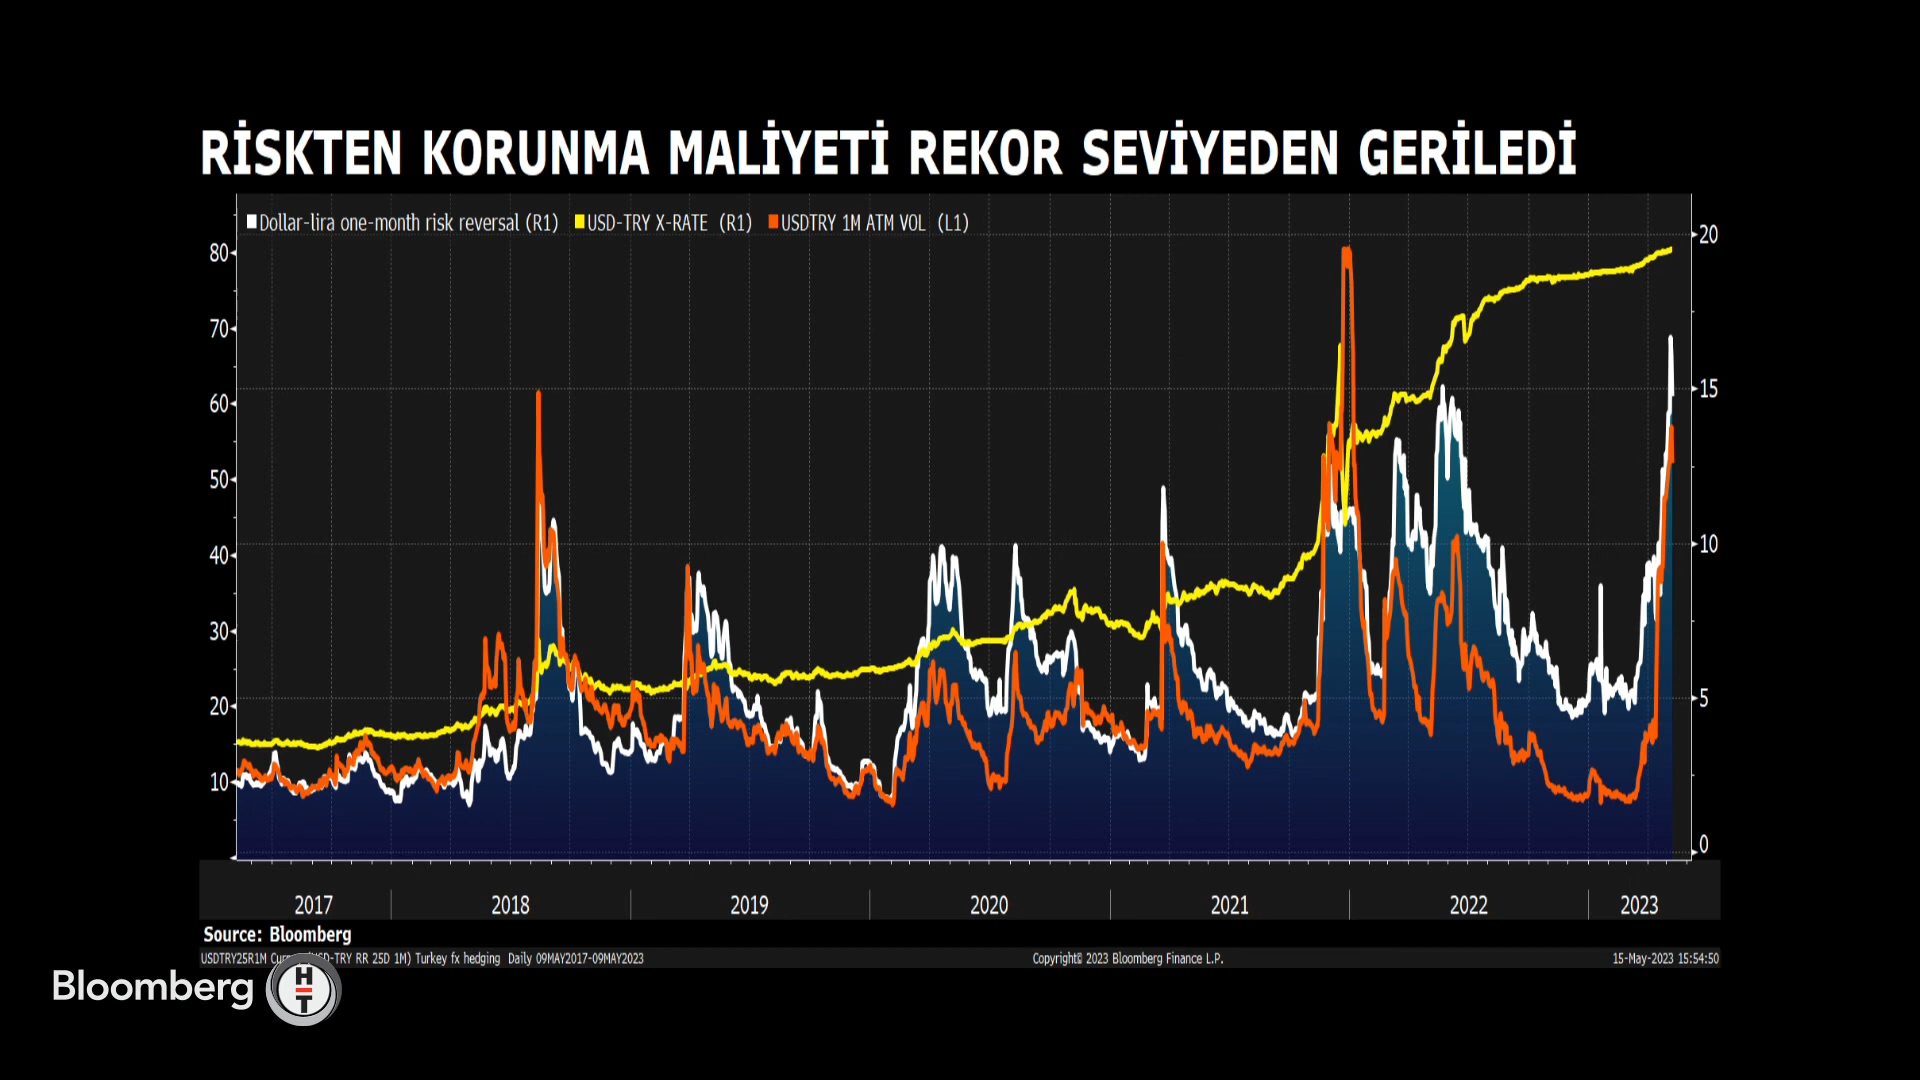 RİSKTEN KORUNMA MALİYETİ REKOR SEVİYEDEN GERİLEDİ
Dollar-lira one-month risk reversal (R1) USD-TRY X-RATE (R1) USDTRY 1M ATM VOL (L1)
80
70
60
50
40
30
20
10
20
15
10
5
0
2017 2018 2019 2020 2021 2022 2023
Source: Bloomberg
USDTRY25R1M (USD-TRY RR 25D 1M) Turkey fx hedging Daily 09MAY2017-09MAY2023 Copyright© 2023 Bloomberg Finance L.P. 15-May-2023 15:54:50
Bloomberg HT